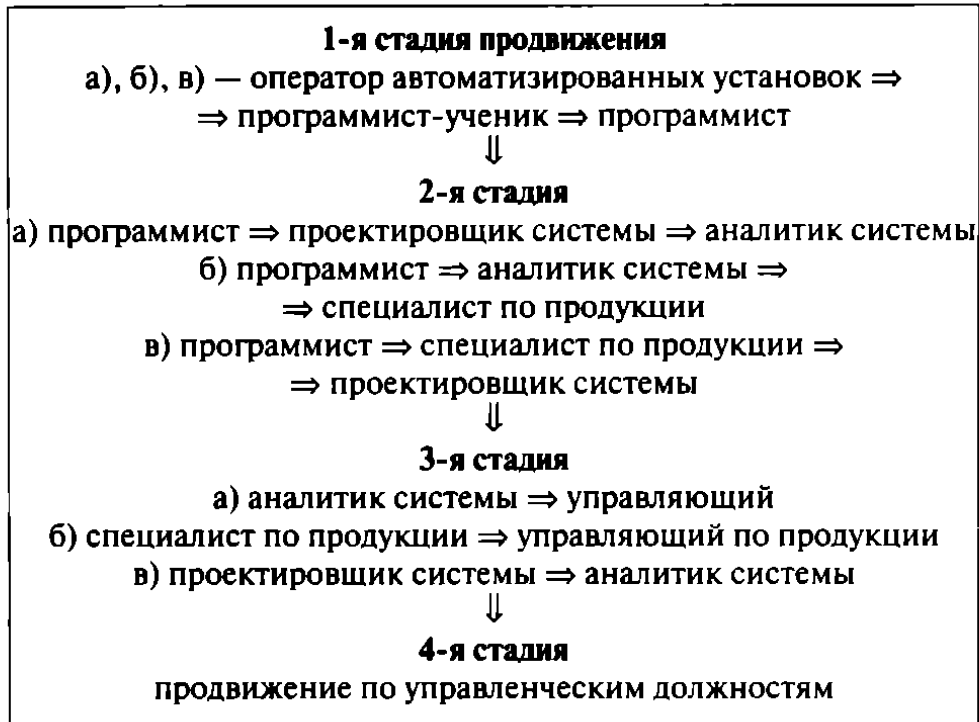 1-я стадия продвижения
а), б), в) — оператор автоматизированных установок ⇒
⇒ программист-ученик ⇒ программист
⇓
2-я стадия
а) программист ⇒ проектировщик системы ⇒ аналитик системы
б) программист ⇒ аналитик системы ⇒
⇒ специалист по продукции
в) программист ⇒ специалист по продукции ⇒
⇒ проектировщик системы
⇓
3-я стадия
а) аналитик системы ⇒ управляющий
б) специалист по продукции ⇒ управляющий по продукции
в) проектировщик системы ⇒ аналитик системы
⇓
4-я стадия
продвижение по управленческим должностям